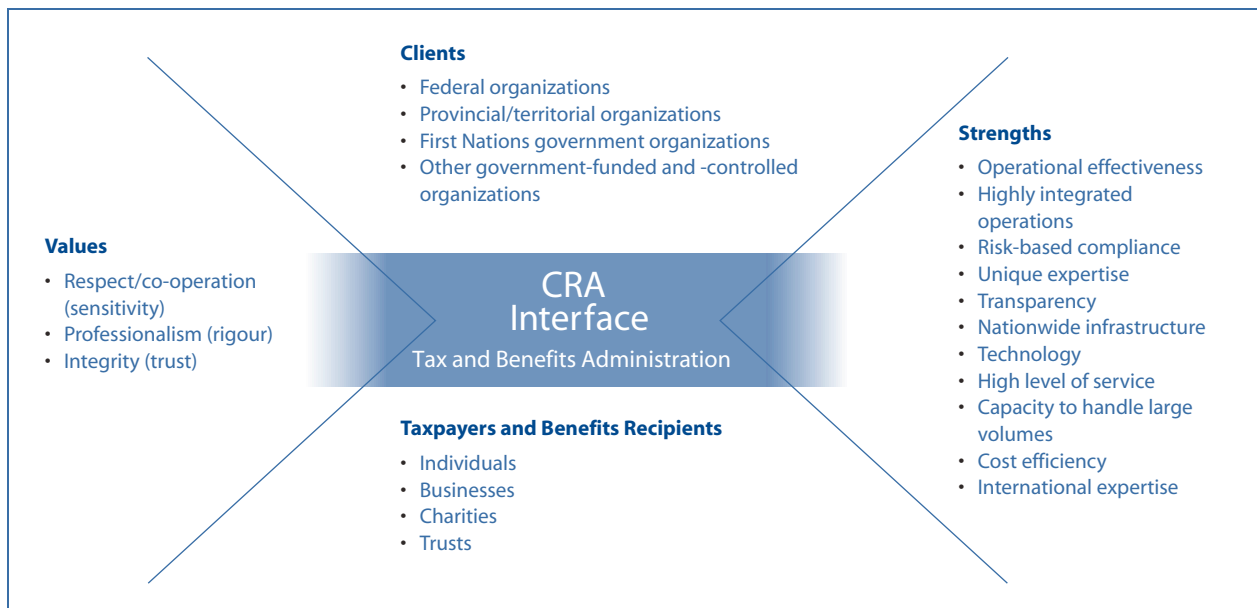 Clients
• Federal organizations
• Provincial/territorial organizations
• First Nations government organizations
• Other government-funded and -controlled
organizations
Values
• Respect/co-operation
(sensitivity)
• Professionalism (rigour)
• Integrity (trust)
CRA
Interface
Tax and Benefits Administration
Strengths
• Operational effectiveness
• Highly integrated
operations
• Risk-based compliance
• Unique expertise
• Transparency
• Nationwide infrastructure
• Technology
• High level of service
• Capacity to handle large
volumes
• Cost efficiency
• International expertise
Taxpayers and Benefits Recipients
• Individuals
• Businesses
• Charities
• Trusts